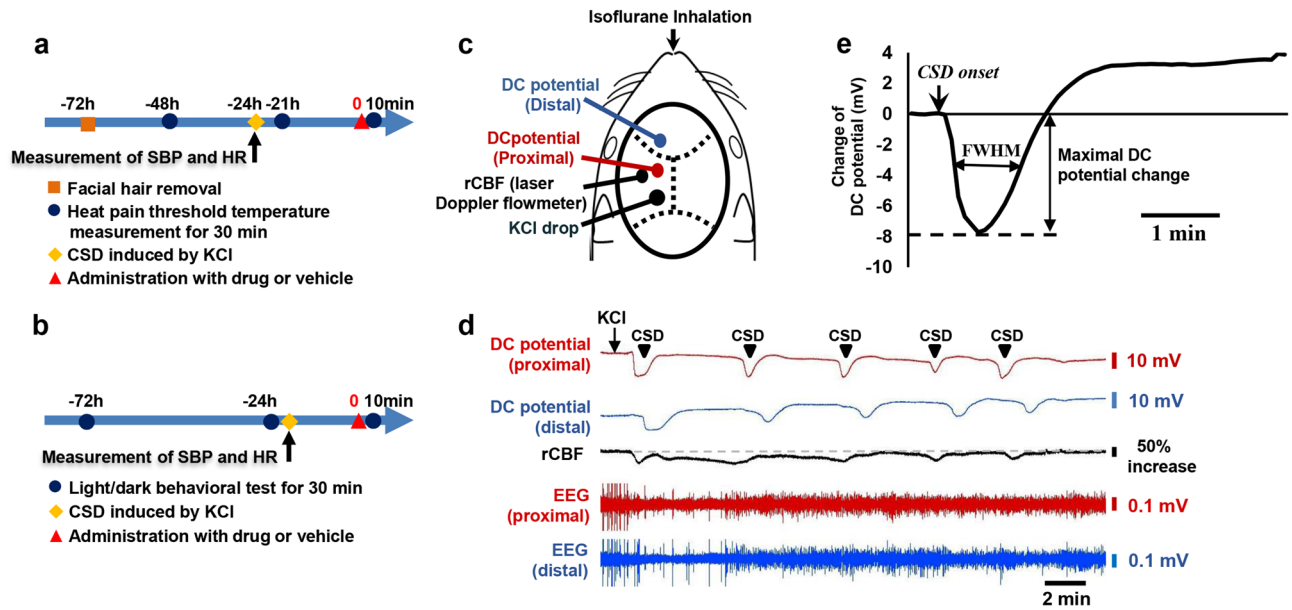 a
-72h
-48h
-24h
-21h
0
10min
Measurement of SBP and HR
Facial hair removal
Heat pain threshold temperature
measurement for 30 min
CSD induced by KCl
Administration with drug or vehicle
b
-72h
-24h
0
10min
Measurement of SBP and HR
Light/dark behavioral test for 30 min
CSD induced by KCl
Administration with drug or vehicle
c
Isoflurane Inhalation
DC potential
(Distal)
DCpotential
(Proximal)
rCBF (laser
Doppler flowmeter)
KCl drop
d
KCl
CSD
CSD
CSD
CSD
CSD
DC potential
(proximal)
10 mV
DC potential
(distal)
10 mV
rCBF
50%
increase
EEG
(proximal)
0.1 mV
EEG
(distal)
0.1 mV
2 min
e
Change of
DC potential (mV)
4
2
0
-2
-4
-6
-8
-10
CSD onset
FWHM
Maximal DC
potential change
1 min